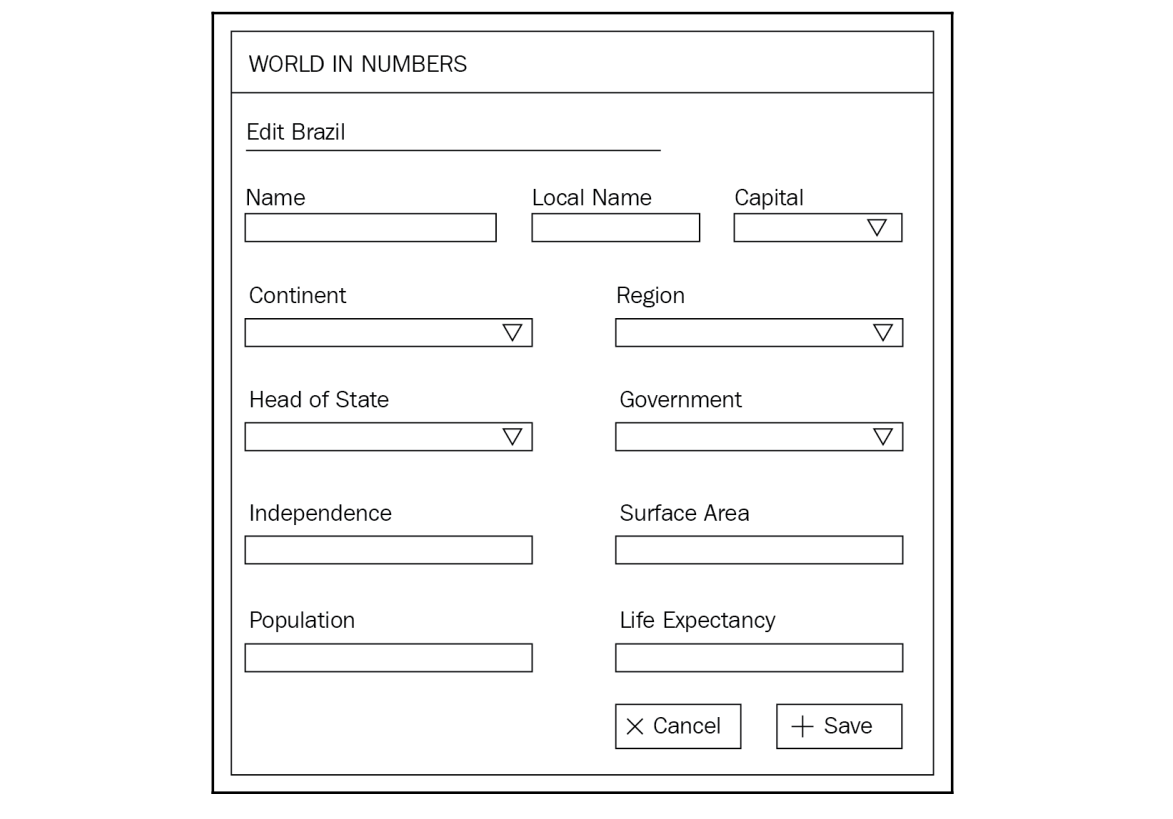 WORLD IN NUMBERS
Edit Brazil
Name Local Name Capital
Continent Region
Head of State Government
Independence Surface Area
Population Life Expectancy
Cancel Save